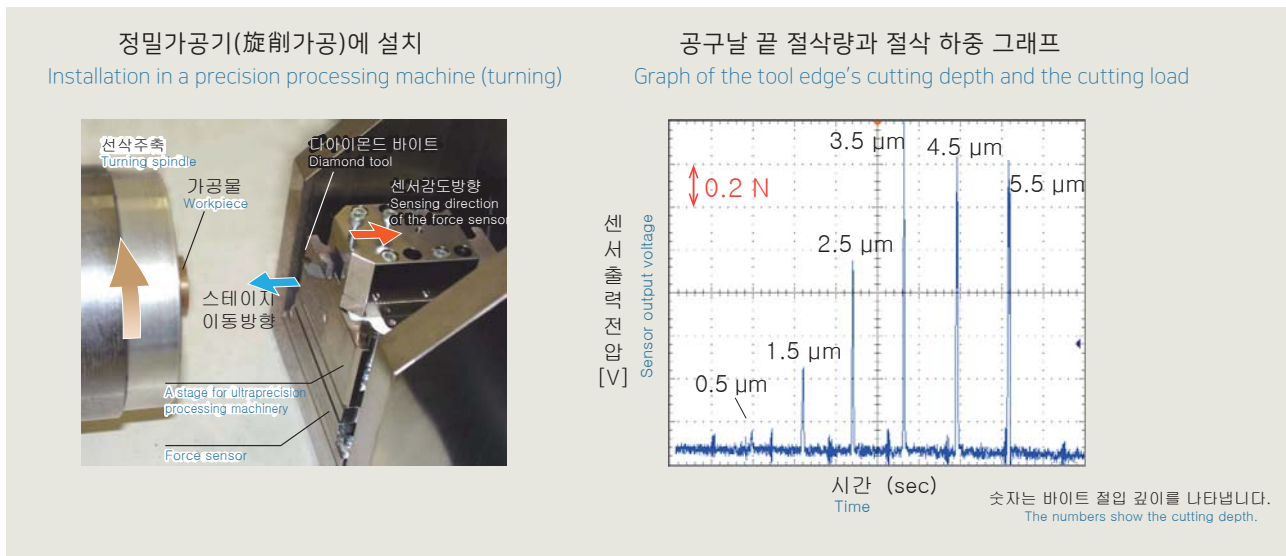 정밀가공기(旋削가공)에 설치
Installation in a precision processing machine (turning)
선삭주축
Turning spindle
가공물
Workpiece
다아이몬드 바이트
Diamond tool
센서감도방향
Sensing direction
of the force sensor
스테이지
이동방향
A stage for ultraprecision
processing machinery
Force sensor
공구날 끝 절삭량과 절삭 하중 그래프
Graph of the tool edge's cutting depth and the cutting load
센서출력전압[V]
Sensor output voltage
0.2 N
0.5 μm
1.5 μm
2.5 μm
3.5 μm
4.5 μm
5.5 μm
시간 (sec)
Time
숫자는 바이트 절입 깊이를 나타냅니다.
The numbers show the cutting depth.